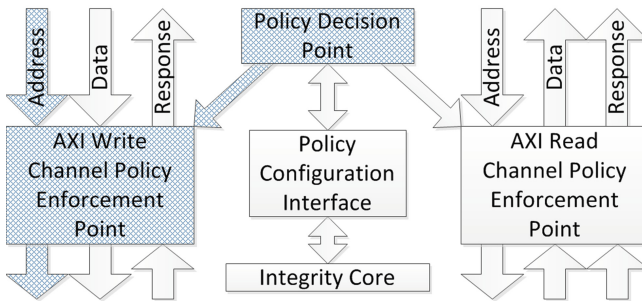 Address
Data
Response
Policy Decision
Point
Address
Data
Response
AXI Write
Channel Policy
Enforcement
Point
Policy
Configuration
Interface
AXI Read
Channel Policy
Enforcement
Point
Integrity Core